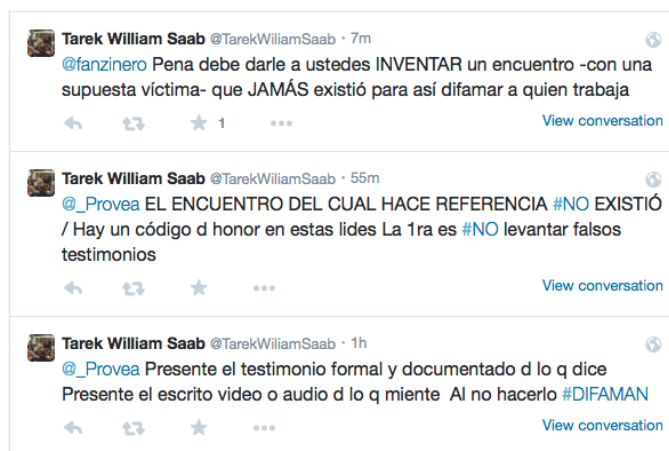 Tarek William Saab @TarekWiliamSaab · 7m
@fanzinero Pena debe darle a ustedes INVENTAR un encuentro -con una
supuesta víctima- que JAMÁS existió para así difamar a quien trabaja
1
View conversation
Tarek William Saab @TarekWiliamSaab · 55m
@_Provea EL ENCUENTRO DEL CUAL HACE REFERENCIA #NO EXISTIÓ
/ Hay un código d honor en estas lides La 1ra es #NO levantar falsos
testimonios
View conversation
Tarek William Saab @TarekWiliamSaab · 1h
@_Provea Presente el testimonio formal y documentado d lo q dice
Presente el escrito video o audio d lo q miente Al no hacerlo #DIFAMAN
View conversation